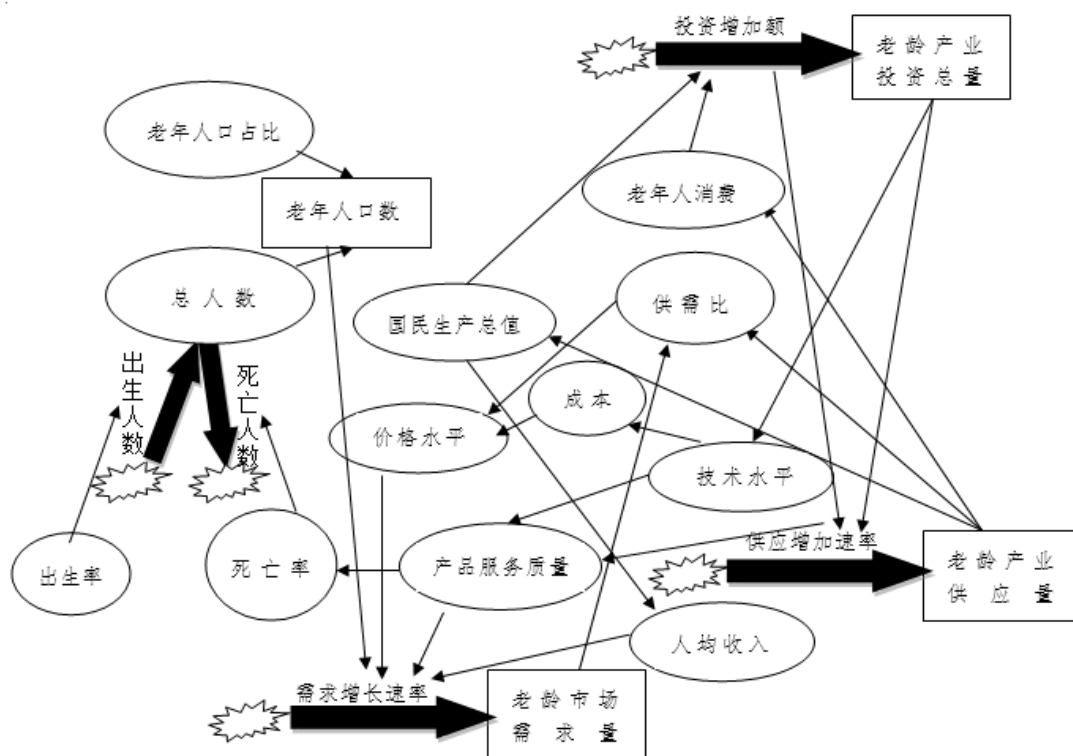 投资增加额
老龄产业
投资总量
老年人口占比
老年人消费
老年人口数
总人数
国民生产总值
供需比
出生人数
死亡人数
成本
价格水平
技术水平
供应增加速率
出生率
死亡率
产品服务质量
老龄产业
供应量
人均收入
需求增长速率
老龄市场
需求量